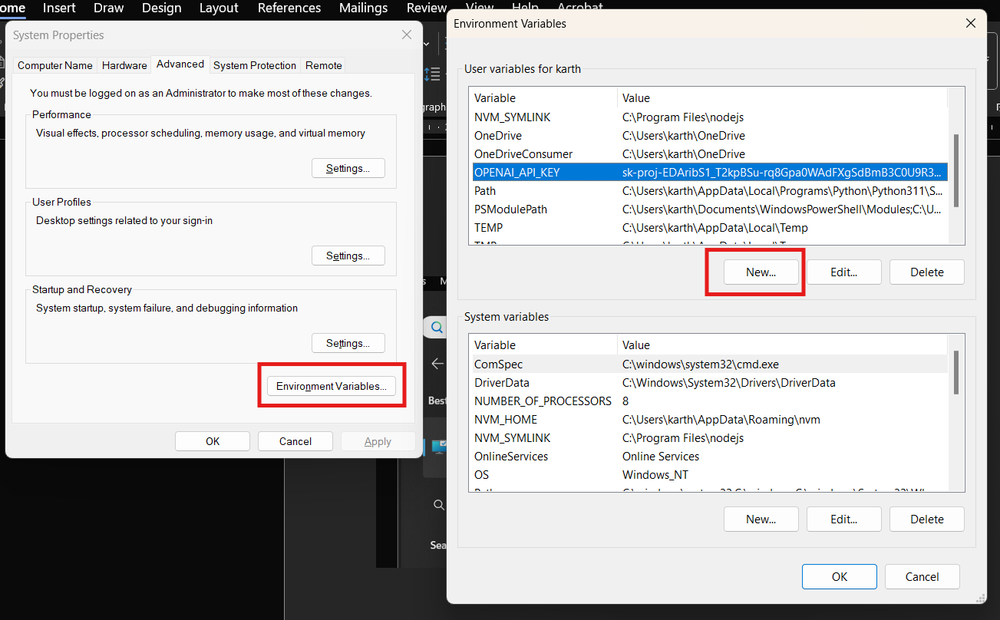 ome Insert Draw Design Layout References Mailings Review View Help Acrobat
System Properties
Computer Name Hardware Advanced System Protection Remote
You must be logged on as an Administrator to make most of these changes.
Performance
Visual effects, processor scheduling, memory usage, and virtual memory
Settings...
User Profiles
Desktop settings related to your sign-in
Settings...
Startup and Recovery
System startup, system failure, and debugging information
Settings...
Environment Variables...
OK Cancel Apply
graph
Best
Sea
Environment Variables
User variables for karth
Variable Value
NVM_SYMLINK C:\Program Files\nodejs
OneDrive C:\Users\karth\OneDrive
OneDriveConsumer C:\Users\karth\OneDrive
OPENAI_API_KEY sk-proj-EDAribS1_T2kpBSu-rq8Gpa0WAdFXgSdBmB3C0U9R3...
Path C:\Users\karth\AppData\Local\Programs\Python\Python311\S...
PSModulePath C:\Users\karth\Documents\WindowsPowerShell\Modules;C:\U...
TEMP C:\Users\karth\AppData\Local\Temp
New... Edit... Delete
System variables
Variable Value
ComSpec C:\windows\system32\cmd.exe
DriverData C:\Windows\System32\Drivers\DriverData
NUMBER_OF_PROCESSORS 8
NVM_HOME C:\Users\karth\AppData\Roaming\nvm
NVM_SYMLINK C:\Program Files\nodejs
OnlineServices Online Services
OS Windows_NT
New... Edit... Delete
OK Cancel